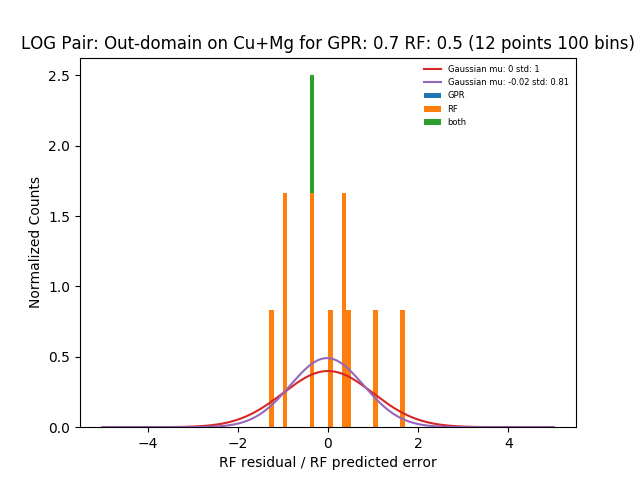 LOG Pair: Out-domain on Cu+Mg for GPR: 0.7 RF: 0.5 (12 points 100 bins)
Gaussian mu: 0 std: 1
Gaussian mu: -0.02 std: 0.81
GPR
RF
both
Normalized Counts
2.5
2.0
1.5
1.0
0.5
0.0
−4
−2
0
2
4
RF residual / RF predicted error